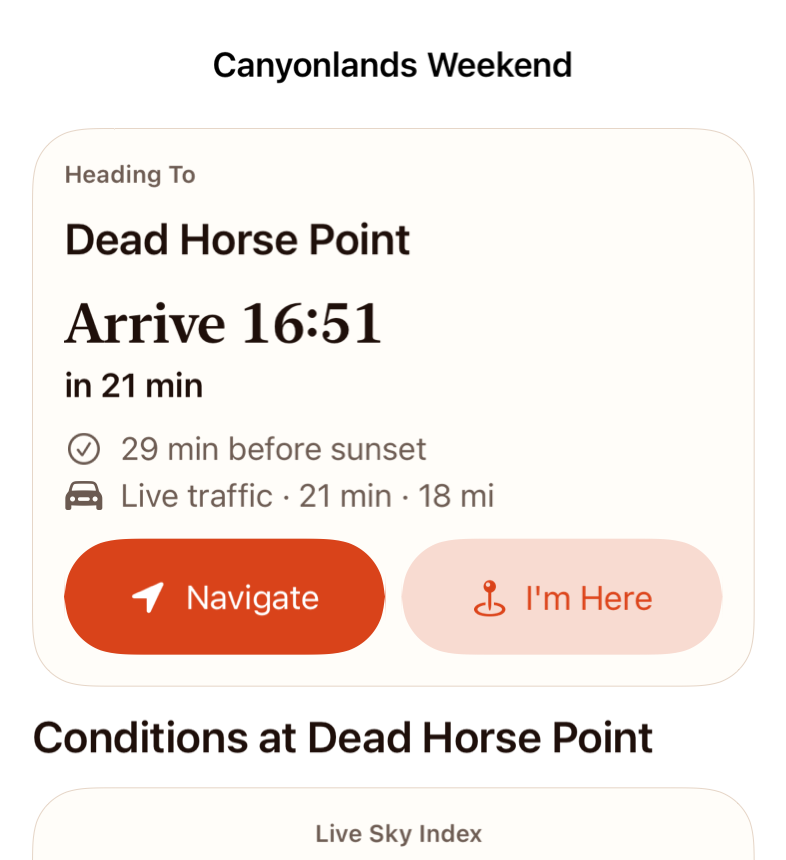 Canyonlands Weekend
Heading To
Dead Horse Point
Arrive 16:51
in 21 min
29 min before sunset
Live traffic · 21 min · 18 mi
Navigate
I'm Here
Conditions at Dead Horse Point
Live Sky Index